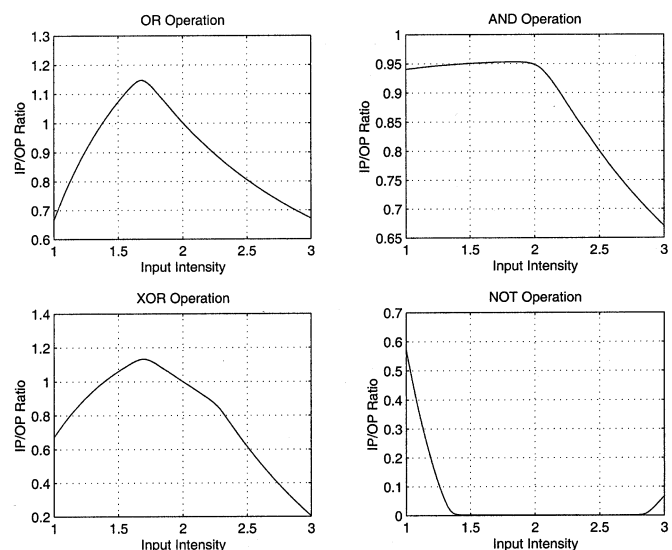 OR Operation
1.3
1.2
1.1
1
0.9
0.8
0.7
0.6
IP/OP Ratio
1 1.5 2 2.5 3
Input Intensity
AND Operation
1
0.95
0.9
0.85
0.8
0.75
0.7
0.65
IP/OP Ratio
1 1.5 2 2.5 3
Input Intensity
XOR Operation
1.4
1.2
1
0.8
0.6
0.4
0.2
IP/OP Ratio
1 1.5 2 2.5 3
Input Intensity
NOT Operation
0.7
0.6
0.5
0.4
0.3
0.2
0.1
0
IP/OP Ratio
1 1.5 2 2.5 3
Input Intensity